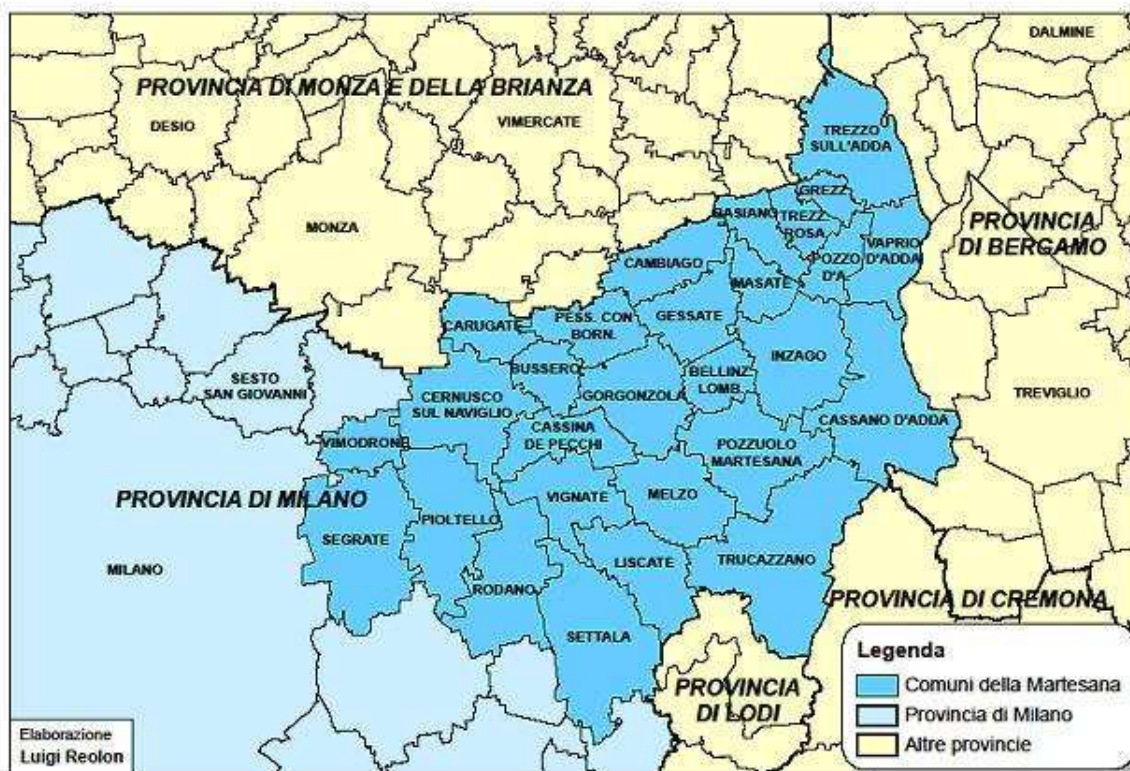 DALMINE
PROVINCIA DI MONZA E DELLA BRIANZA
DESIO
VIMERCATE
TREZZO
SULL'ADDA
GREZZ.
MONZA
BASIANO
TREZZ.
ROSA
PROVINCIA
DI BERGAMO
VAPRIO
D'ADDA
POZZO
D'A.
CAMBIAGO
MASATE
CARUGATE
PESS. CON
BORN.
GESSATE
INZAGO
SESTO
SAN GIOVANNI
BUSSERO
BELLINZ.
LOMB.
TREVIGLIO
CERNUSCO
SUL NAVIGLIO
GORGONZOLA
CASSINA
DE PECCHI
CASSANO D'ADDA
VIMODRONE
POZZUOLO
MARTESANA
PROVINCIA DI MILANO
VIGNATE
MELZO
PIOLTELLO
SEGRATE
MILANO
LISCATE
TRUCAZZANO
RODANO
PROVINCIA DI CREMONA
SETTALA
PROVINCIA
DI LODI
Legenda
Comuni della Martesana
Provincia di Milano
Altre provincie
Elaborazione
Luigi Reolon